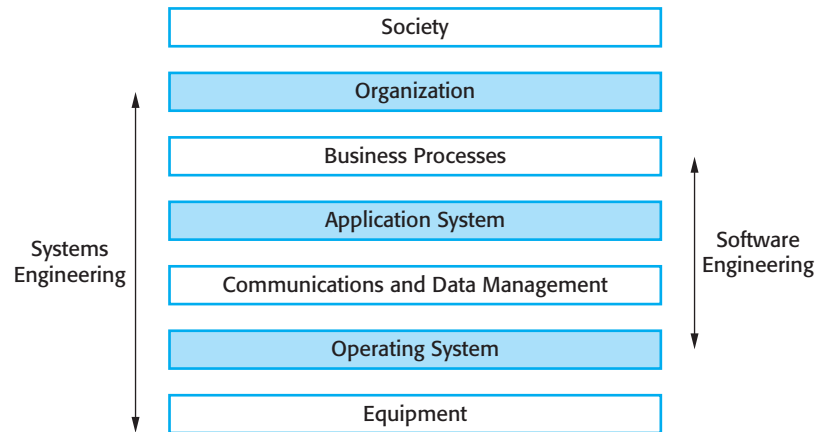 Society
Organization
Business Processes
Application System
Systems
Engineering
Software
Engineering
Communications and Data Management
Operating System
Equipment